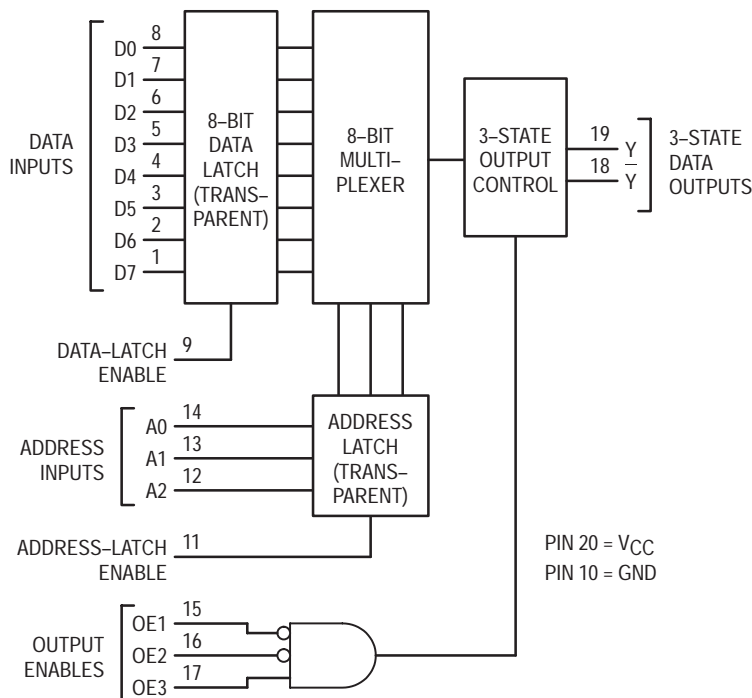 DATA
INPUTS
D0
8
D1
7
D2
6
D3
5
D4
4
D5
3
D6
2
D7
1
8–BIT
DATA
LATCH
(TRANS–
PARENT)
8–BIT
MULTI–
PLEXER
3–STATE
OUTPUT
CONTROL
19
Y
18
Y
3–STATE
DATA
OUTPUTS
DATA–LATCH
ENABLE
9
ADDRESS
INPUTS
A0
14
A1
13
A2
12
ADDRESS
LATCH
(TRANS–
PARENT)
ADDRESS–LATCH
ENABLE
11
PIN 20 = VCC
PIN 10 = GND
OUTPUT
ENABLES
OE1
15
OE2
16
OE3
17